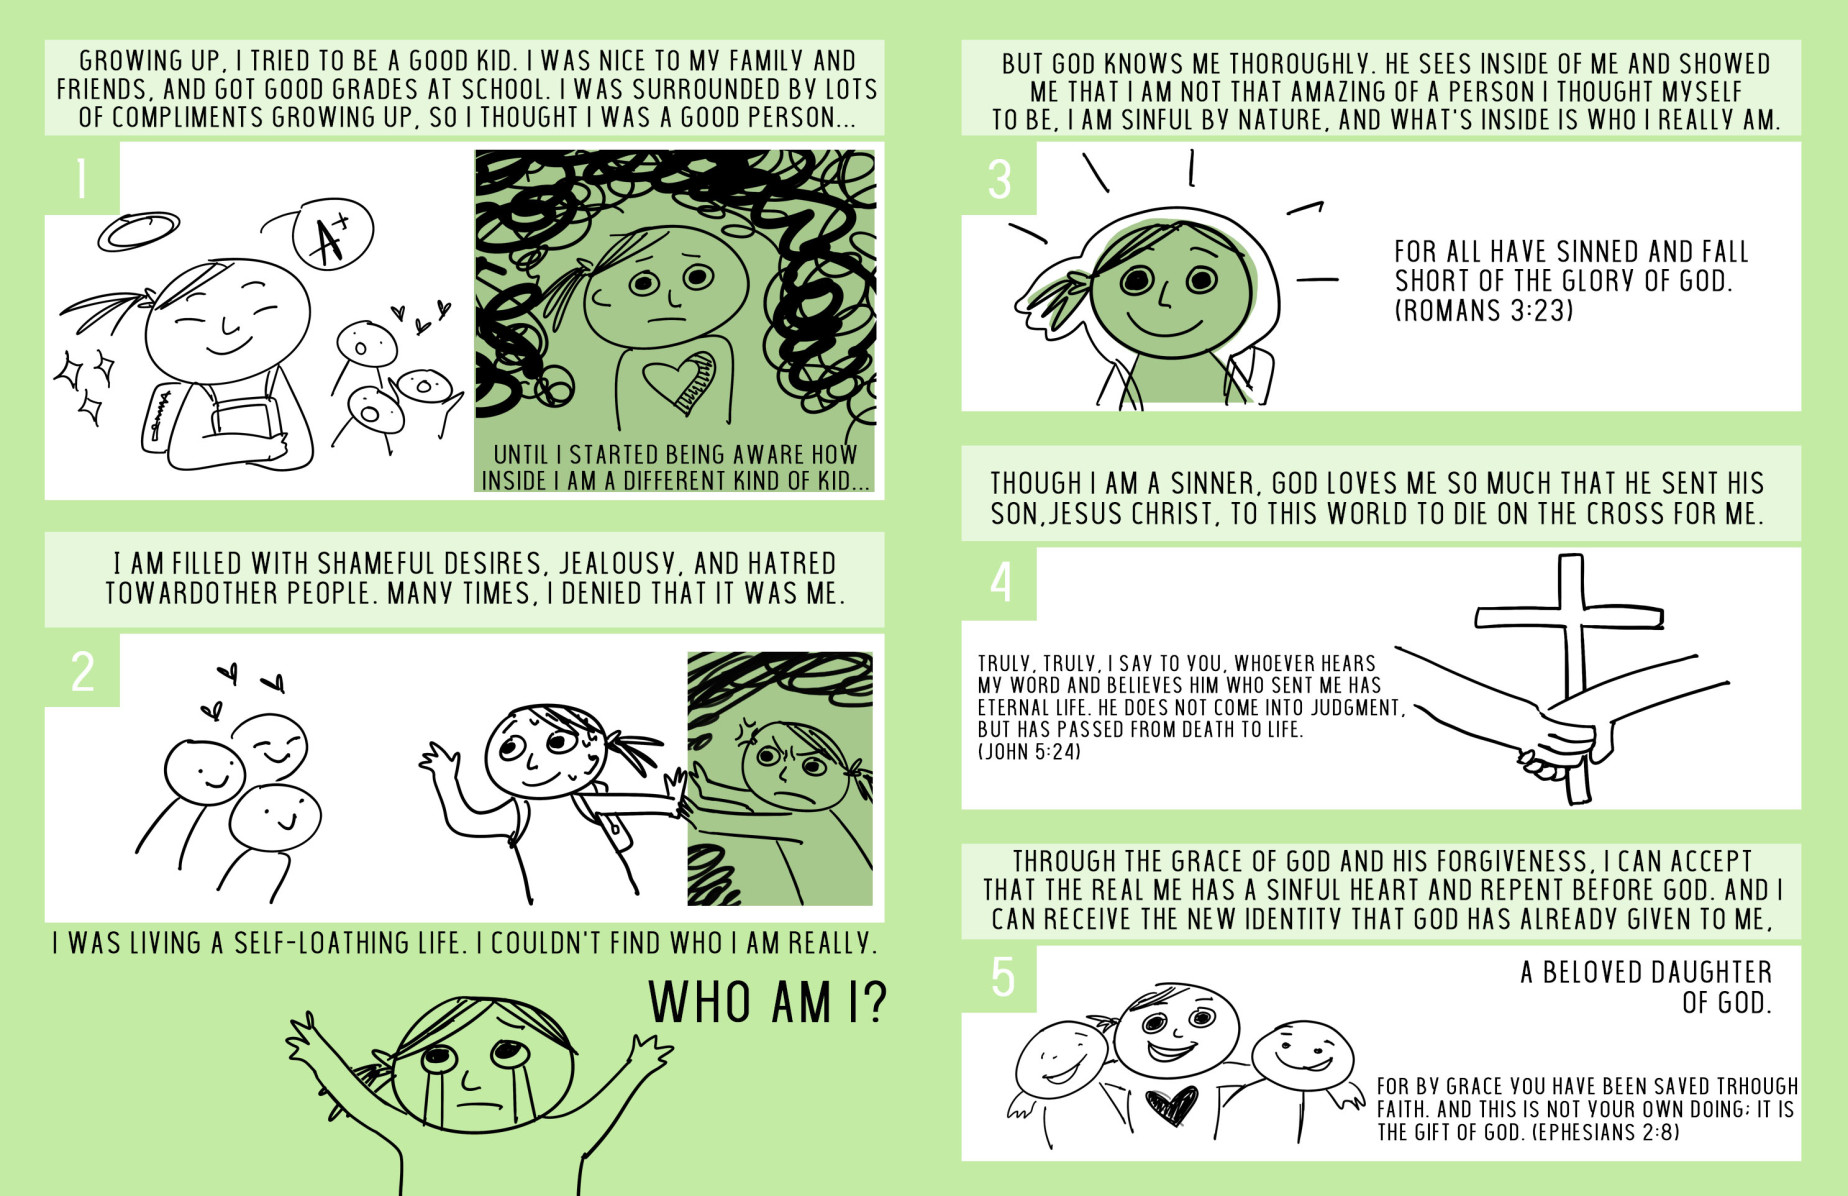 GROWING UP, I TRIED TO BE A GOOD KID. I WAS NICE TO MY FAMILY AND
FRIENDS, AND GOT GOOD GRADES AT SCHOOL. I WAS SURROUNDED BY LOTS
OF COMPLIMENTS GROWING UP, SO I THOUGHT I WAS A GOOD PERSON...
1
A+
UNTIL I STARTED BEING AWARE HOW
INSIDE I AM A DIFFERENT KIND OF KID...
I AM FILLED WITH SHAMEFUL DESIRES, JEALOUSY, AND HATRED
TOWARDOTHER PEOPLE. MANY TIMES, I DENIED THAT IT WAS ME.
2
I WAS LIVING A SELF-LOATHING LIFE. I COULDN'T FIND WHO I AM REALLY.
WHO AM I?
BUT GOD KNOWS ME THOROUGHLY. HE SEES INSIDE OF ME AND SHOWED
ME THAT I AM NOT THAT AMAZING OF A PERSON I THOUGHT MYSELF
TO BE, I AM SINFUL BY NATURE, AND WHAT'S INSIDE IS WHO I REALLY AM.
3
FOR ALL HAVE SINNED AND FALL
SHORT OF THE GLORY OF GOD.
(ROMANS 3:23)
THOUGH I AM A SINNER, GOD LOVES ME SO MUCH THAT HE SENT HIS
SON,JESUS CHRIST, TO THIS WORLD TO DIE ON THE CROSS FOR ME.
4
TRULY, TRULY, I SAY TO YOU, WHOEVER HEARS
MY WORD AND BELIEVES HIM WHO SENT ME HAS
ETERNAL LIFE. HE DOES NOT COME INTO JUDGMENT,
BUT HAS PASSED FROM DEATH TO LIFE.
(JOHN 5:24)
THROUGH THE GRACE OF GOD AND HIS FORGIVENESS, I CAN ACCEPT
THAT THE REAL ME HAS A SINFUL HEART AND REPENT BEFORE GOD. AND I
CAN RECEIVE THE NEW IDENTITY THAT GOD HAS ALREADY GIVEN TO ME,
5
A BELOVED DAUGHTER
OF GOD.
FOR BY GRACE YOU HAVE BEEN SAVED TRHOUGH
FAITH. AND THIS IS NOT YOUR OWN DOING; IT IS
THE GIFT OF GOD. (EPHESIANS 2:8)